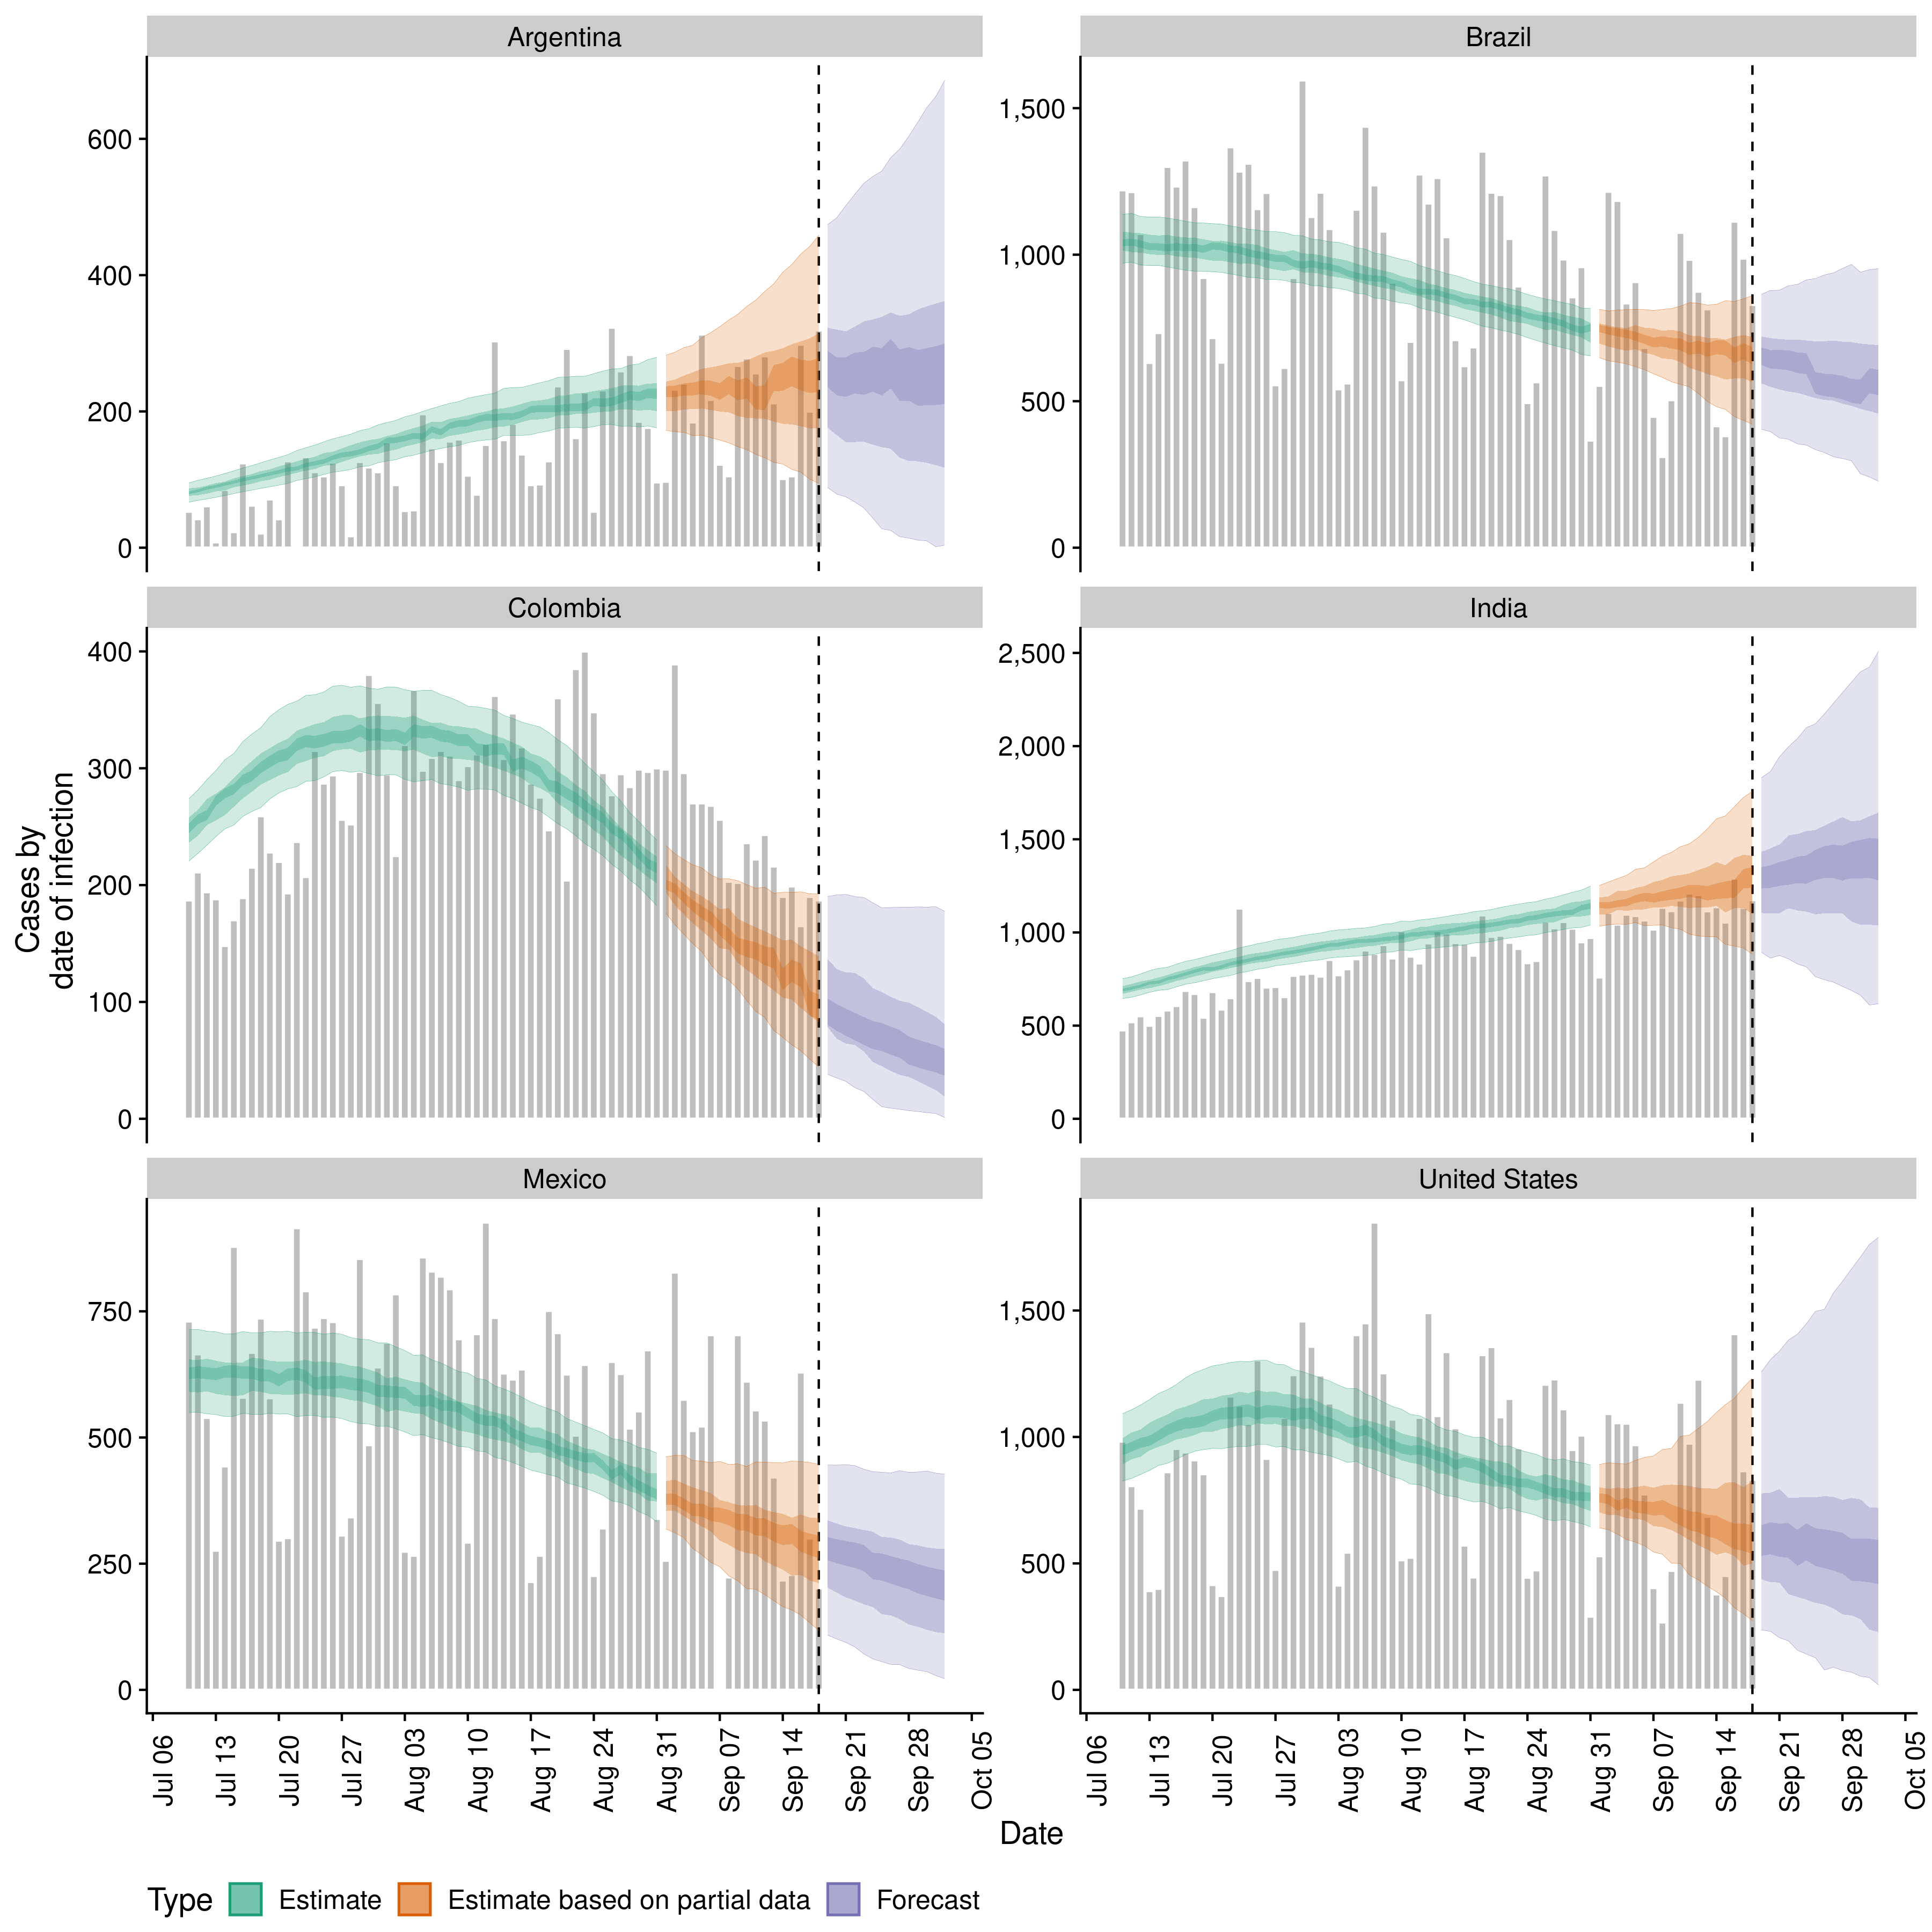 Argentina
Brazil
600
400
200
0
1,500
1,000
500
0
Colombia
India
400
300
200
100
0
2,500
2,000
1,500
1,000
500
0
Cases by
date of infection
Mexico
United States
750
500
250
0
1,500
1,000
500
0
Jul 06
Jul 13
Jul 20
Jul 27
Aug 03
Aug 10
Aug 17
Aug 24
Aug 31
Sep 07
Sep 14
Sep 21
Sep 28
Oct 05
Jul 06
Jul 13
Jul 20
Jul 27
Aug 03
Aug 10
Aug 17
Aug 24
Aug 31
Sep 07
Sep 14
Sep 21
Sep 28
Oct 05
Date
Type Estimate Estimate based on partial data Forecast